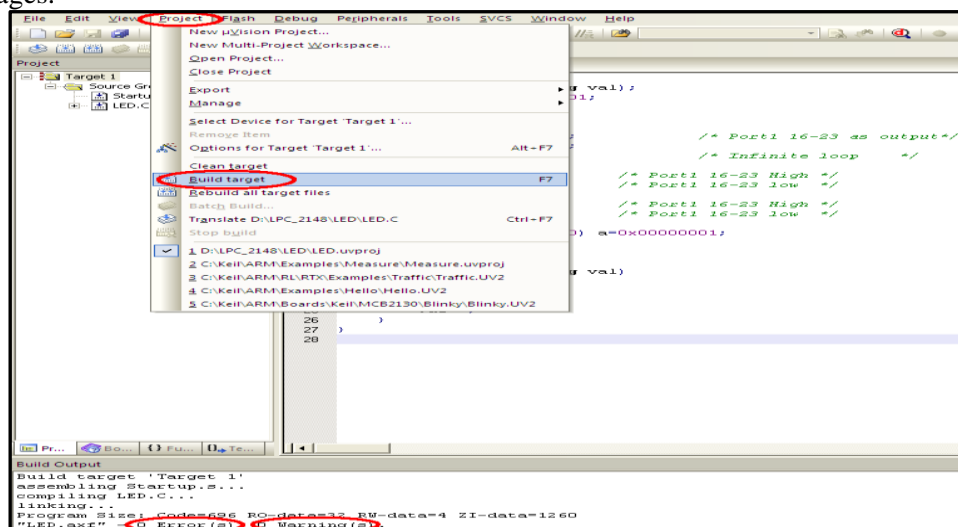 ages.
File Edit View Project Flash Debug Peripherals Tools SVCS Window Help
New µVision Project...
New Multi-Project Workspace...
Project
Open Project...
Target 1
Close Project
Source Gr
Export
g val);
Startu
01;
LED.C
Manage
Select Device for Target 'Target 1'...
Remove Item
/* Port1 16-23 as output*/
Options for Target 'Target 1'... Alt+F7
/* Infinite loop */
Clean target
Build target F7
/* Port1 16-23 High */
Rebuild all target files
/* Port1 16-23 low */
Batch Build...
/* Port1 16-23 High */
Translate D:\LPC_2148\LED\LED.C Ctrl+F7
/* Port1 16-23 low */
Stop build
) a=0x00000001;
1 D:\LPC_2148\LED\LED.uvproj
2 C:\Keil\ARM\Examples\Measure\Measure.uvproj
g val)
3 C:\Keil\ARM\RL\RTX\Examples\Traffic\Traffic.UV2
4 C:\Keil\ARM\Examples\Hello\Hello.UV2
5 C:\Keil\ARM\Boards\Keil\MCB2130\Blinky\Blinky.UV2
26 }
27 }
28
Pr... Bo... {} Fu... Te...
Build Output
Build target 'Target 1'
assembling Startup.s...
compiling LED.C...
linking...
Program Size: Code=696 RO-data=32 RW-data=4 ZI-data=1260
"LED.axf" - 0 Error(s), 0 Warning(s).